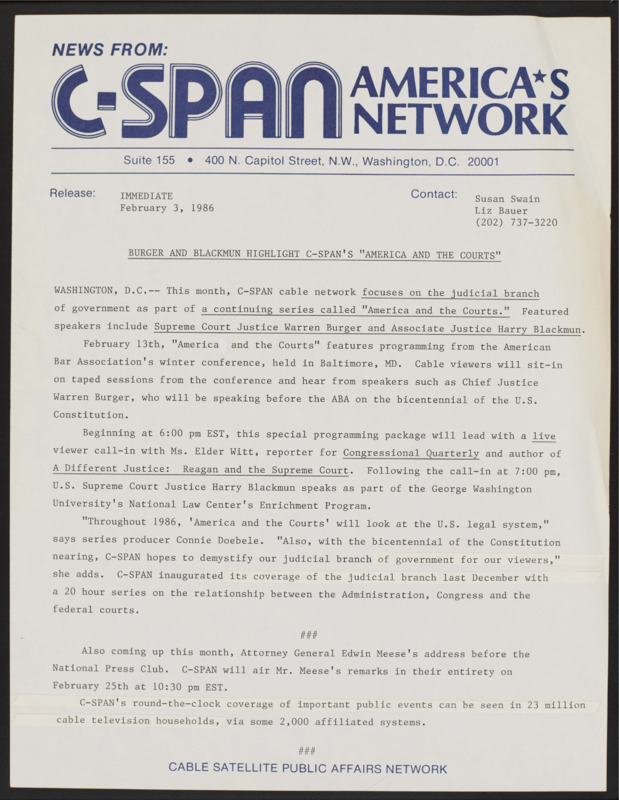 NEWS FROM:
C-SPAN AMERICA★S NETWORK
Suite 155 • 400 N. Capitol Street, N.W., Washington, D.C. 20001
Release: IMMEDIATE
February 3, 1986
Contact: Susan Swain
Liz Bauer
(202) 737-3220
BURGER AND BLACKMUN HIGHLIGHT C-SPAN'S "AMERICA AND THE COURTS"
WASHINGTON, D.C.-- This month, C-SPAN cable network focuses on the judicial branch
of government as part of a continuing series called "America and the Courts." Featured
speakers include Supreme Court Justice Warren Burger and Associate Justice Harry Blackmun.
February 13th, "America and the Courts" features programming from the American
Bar Association's winter conference, held in Baltimore, MD. Cable viewers will sit-in
on taped sessions from the conference and hear from speakers such as Chief Justice
Warren Burger, who will be speaking before the ABA on the bicentennial of the U.S.
Constitution.
Beginning at 6:00 pm EST, this special programming package will lead with a live
viewer call-in with Ms. Elder Witt, reporter for Congressional Quarterly and author of
A Different Justice: Reagan and the Supreme Court. Following the call-in at 7:00 pm,
U.S. Supreme Court Justice Harry Blackmun speaks as part of the George Washington
University's National Law Center's Enrichment Program.
"Throughout 1986, 'America and the Courts' will look at the U.S. legal system,"
says series producer Connie Doebele. "Also, with the bicentennial of the Constitution
nearing, C-SPAN hopes to demystify our judicial branch of government for our viewers,"
she adds. C-SPAN inaugurated its coverage of the judicial branch last December with
a 20 hour series on the relationship between the Administration, Congress and the
federal courts.
###
Also coming up this month, Attorney General Edwin Meese's address before the
National Press Club. C-SPAN will air Mr. Meese's remarks in their entirety on
February 25th at 10:30 pm EST.
C-SPAN's round-the-clock coverage of important public events can be seen in 23 million
cable television households, via some 2,000 affiliated systems.
###
CABLE SATELLITE PUBLIC AFFAIRS NETWORK